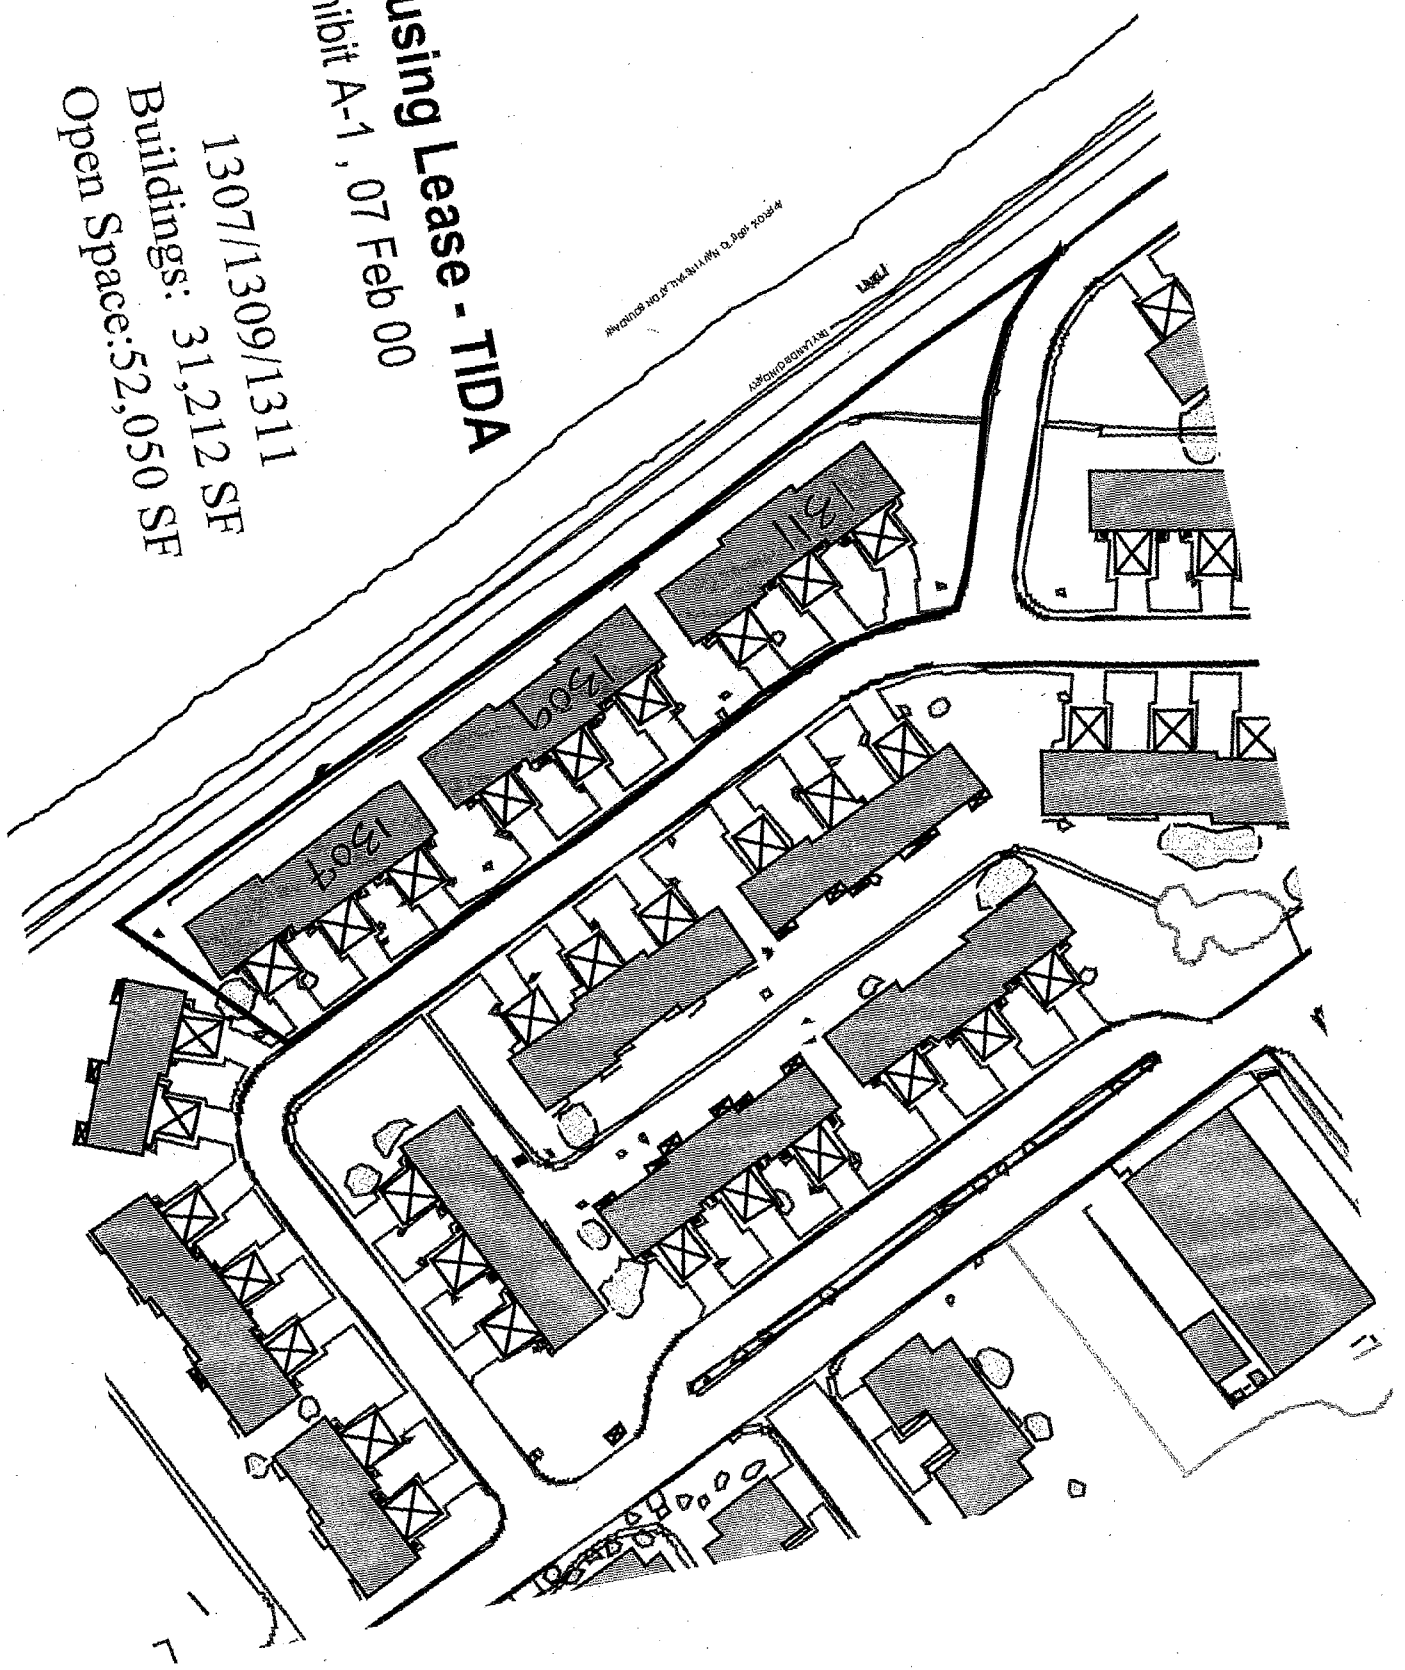 using Lease - TIDA
hibit A-1, 07 Feb 00
1307/1309/1311
Buildings: 31,212 SF
Open Space:52,050 SF
1311
1309
1307